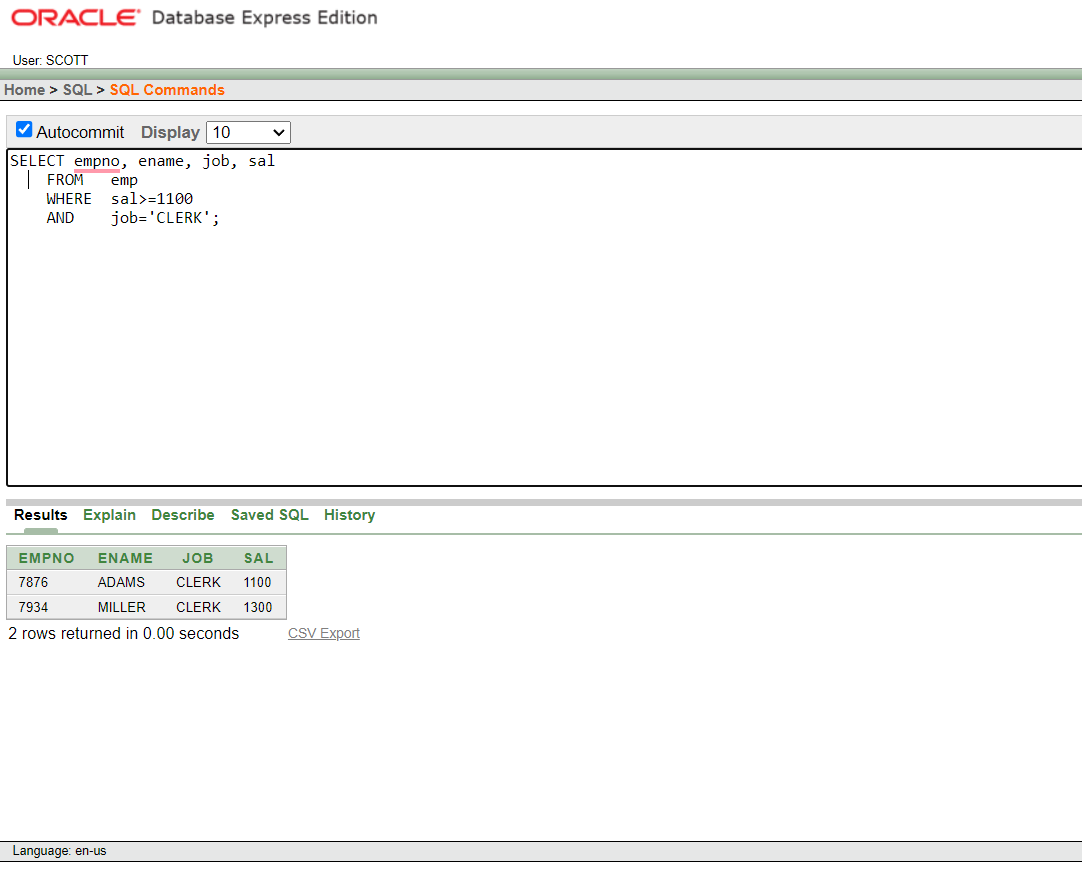 ORACLE® Database Express Edition
User: SCOTT
Home > SQL > SQL Commands
Autocommit Display 10
SELECT empno, ename, job, sal
FROM emp
WHERE sal>=1100
AND job='CLERK';
Results Explain Describe Saved SQL History
EMPNO ENAME JOB SAL
7876 ADAMS CLERK 1100
7934 MILLER CLERK 1300
2 rows returned in 0.00 seconds CSV Export
Language: en-us